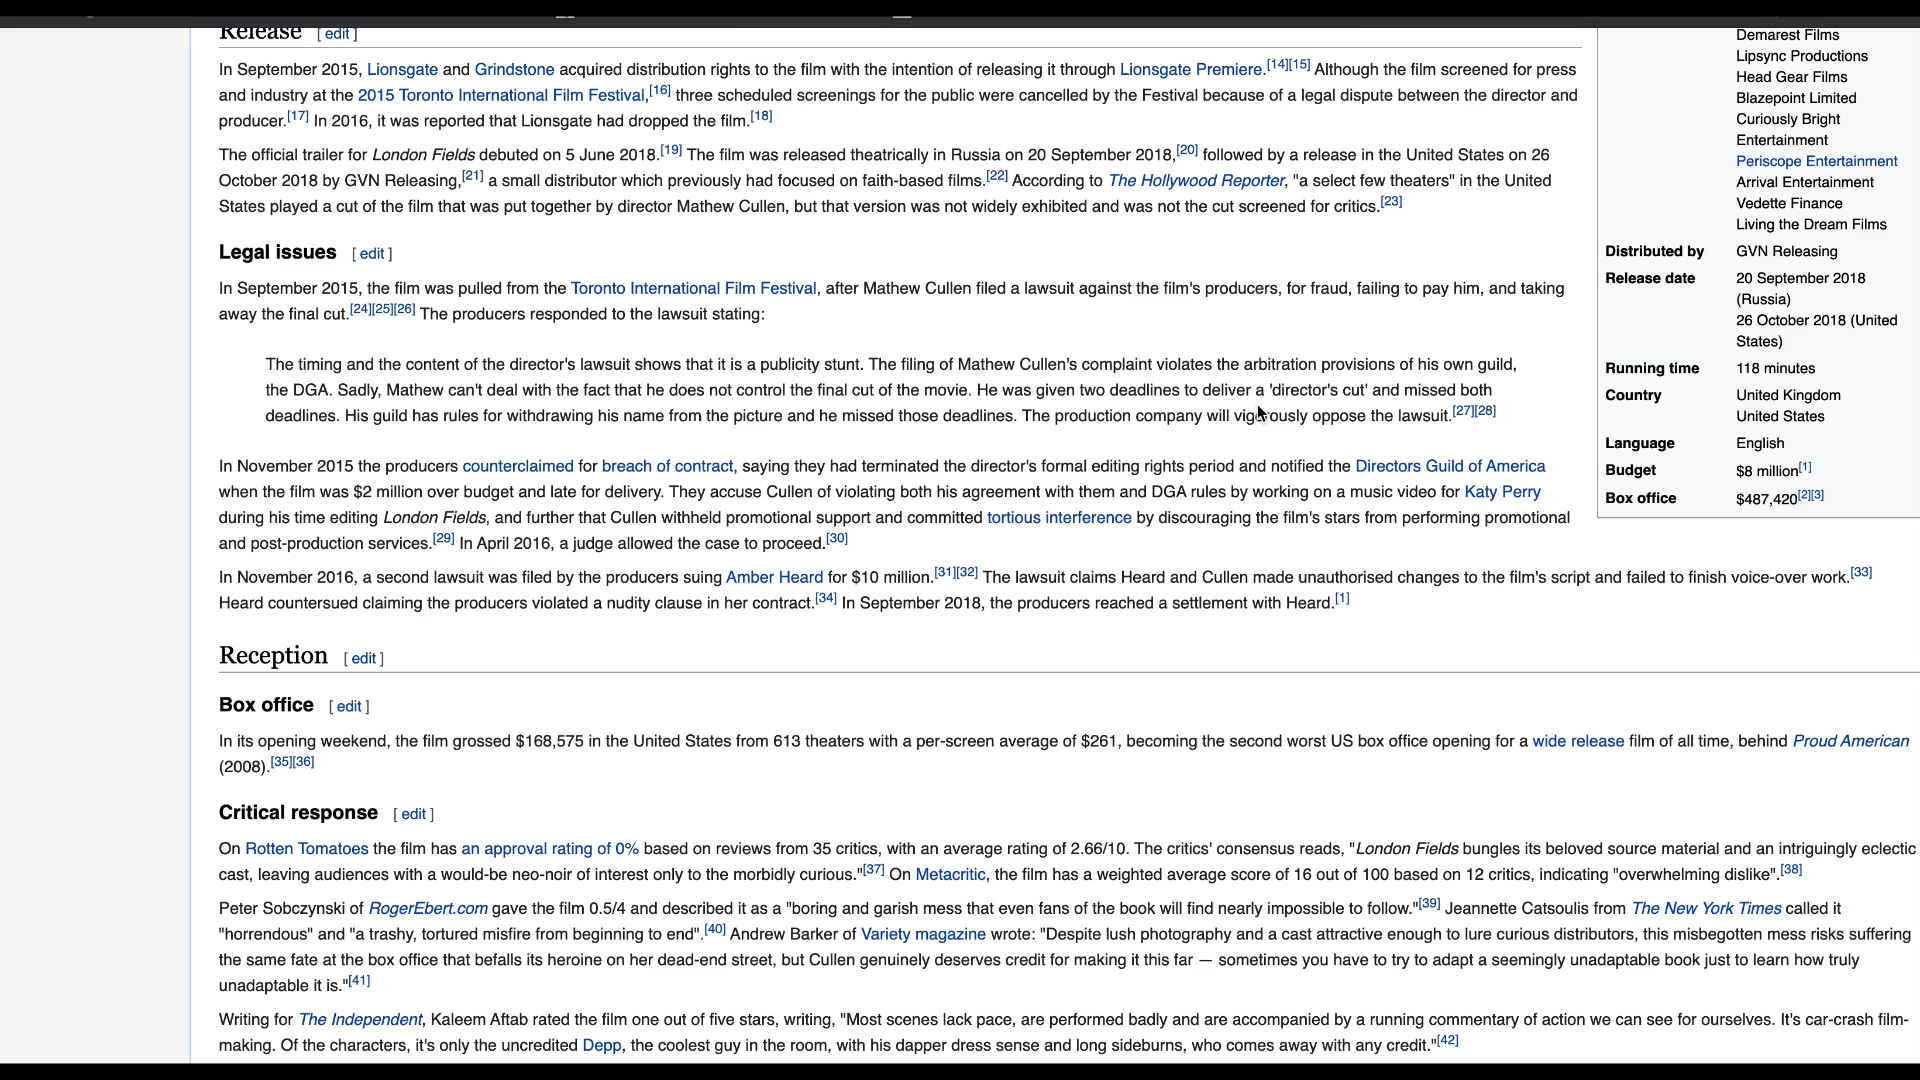 Release [ edit ]
In September 2015, Lionsgate and Grindstone acquired distribution rights to the film with the intention of releasing it through Lionsgate Premiere.[14][15] Although the film screened for press
and industry at the 2015 Toronto International Film Festival,[16] three scheduled screenings for the public were cancelled by the Festival because of a legal dispute between the director and
producer.[17] In 2016, it was reported that Lionsgate had dropped the film.[18]
The official trailer for London Fields debuted on 5 June 2018.[19] The film was released theatrically in Russia on 20 September 2018,[20] followed by a release in the United States on 26
October 2018 by GVN Releasing,[21] a small distributor which previously had focused on faith-based films.[22] According to The Hollywood Reporter, "a select few theaters" in the United
States played a cut of the film that was put together by director Mathew Cullen, but that version was not widely exhibited and was not the cut screened for critics.[23]
Legal issues [ edit ]
In September 2015, the film was pulled from the Toronto International Film Festival, after Mathew Cullen filed a lawsuit against the film's producers, for fraud, failing to pay him, and taking
away the final cut.[24][25][26] The producers responded to the lawsuit stating:
The timing and the content of the director's lawsuit shows that it is a publicity stunt. The filing of Mathew Cullen's complaint violates the arbitration provisions of his own guild,
the DGA. Sadly, Mathew can't deal with the fact that he does not control the final cut of the movie. He was given two deadlines to deliver a 'director's cut' and missed both
deadlines. His guild has rules for withdrawing his name from the picture and he missed those deadlines. The production company will vigorously oppose the lawsuit.[27][28]
In November 2015 the producers counterclaimed for breach of contract, saying they had terminated the director's formal editing rights period and notified the Directors Guild of America
when the film was $2 million over budget and late for delivery. They accuse Cullen of violating both his agreement with them and DGA rules by working on a music video for Katy Perry
during his time editing London Fields, and further that Cullen withheld promotional support and committed tortious interference by discouraging the film's stars from performing promotional
and post-production services.[29] In April 2016, a judge allowed the case to proceed.[30]
In November 2016, a second lawsuit was filed by the producers suing Amber Heard for $10 million.[31][32] The lawsuit claims Heard and Cullen made unauthorised changes to the film's script and failed to finish voice-over work.[33]
Heard countersued claiming the producers violated a nudity clause in her contract.[34] In September 2018, the producers reached a settlement with Heard.[1]
Reception [ edit ]
Box office [ edit ]
In its opening weekend, the film grossed $168,575 in the United States from 613 theaters with a per-screen average of $261, becoming the second worst US box office opening for a wide release film of all time, behind Proud American
(2008).[35][36]
Critical response [ edit ]
On Rotten Tomatoes the film has an approval rating of 0% based on reviews from 35 critics, with an average rating of 2.66/10. The critics' consensus reads, "London Fields bungles its beloved source material and an intriguingly eclectic
cast, leaving audiences with a would-be neo-noir of interest only to the morbidly curious."[37] On Metacritic, the film has a weighted average score of 16 out of 100 based on 12 critics, indicating "overwhelming dislike".[38]
Peter Sobczynski of RogerEbert.com gave the film 0.5/4 and described it as a "boring and garish mess that even fans of the book will find nearly impossible to follow."[39] Jeannette Catsoulis from The New York Times called it
"horrendous" and "a trashy, tortured misfire from beginning to end".[40] Andrew Barker of Variety magazine wrote: "Despite lush photography and a cast attractive enough to lure curious distributors, this misbegotten mess risks suffering
the same fate at the box office that befalls its heroine on her dead-end street, but Cullen genuinely deserves credit for making it this far — sometimes you have to try to adapt a seemingly unadaptable book just to learn how truly
unadaptable it is."[41]
Writing for The Independent, Kaleem Aftab rated the film one out of five stars, writing, "Most scenes lack pace, are performed badly and are accompanied by a running commentary of action we can see for ourselves. It's car-crash film-
making. Of the characters, it's only the uncredited Depp, the coolest guy in the room, with his dapper dress sense and long sideburns, who comes away with any credit."[42]
Demarest Films
Lipsync Productions
Head Gear Films
Blazepoint Limited
Curiously Bright
Entertainment
Periscope Entertainment
Arrival Entertainment
Vedette Finance
Living the Dream Films
Distributed by GVN Releasing
Release date 20 September 2018
(Russia)
26 October 2018 (United
States)
Running time 118 minutes
Country United Kingdom
United States
Language English
Budget $8 million[1]
Box office $487,420[2][3]